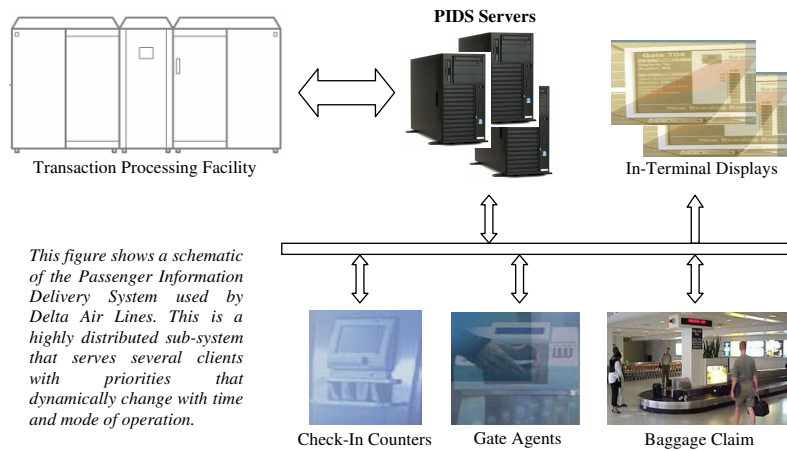 PIDS Servers
Transaction Processing Facility
In-Terminal Displays
This figure shows a schematic
of the Passenger Information
Delivery System used by
Delta Air Lines. This is a
highly distributed sub-system
that serves several clients
with priorities that
dynamically change with time
and mode of operation.
Check-In Counters
Gate Agents
Baggage Claim